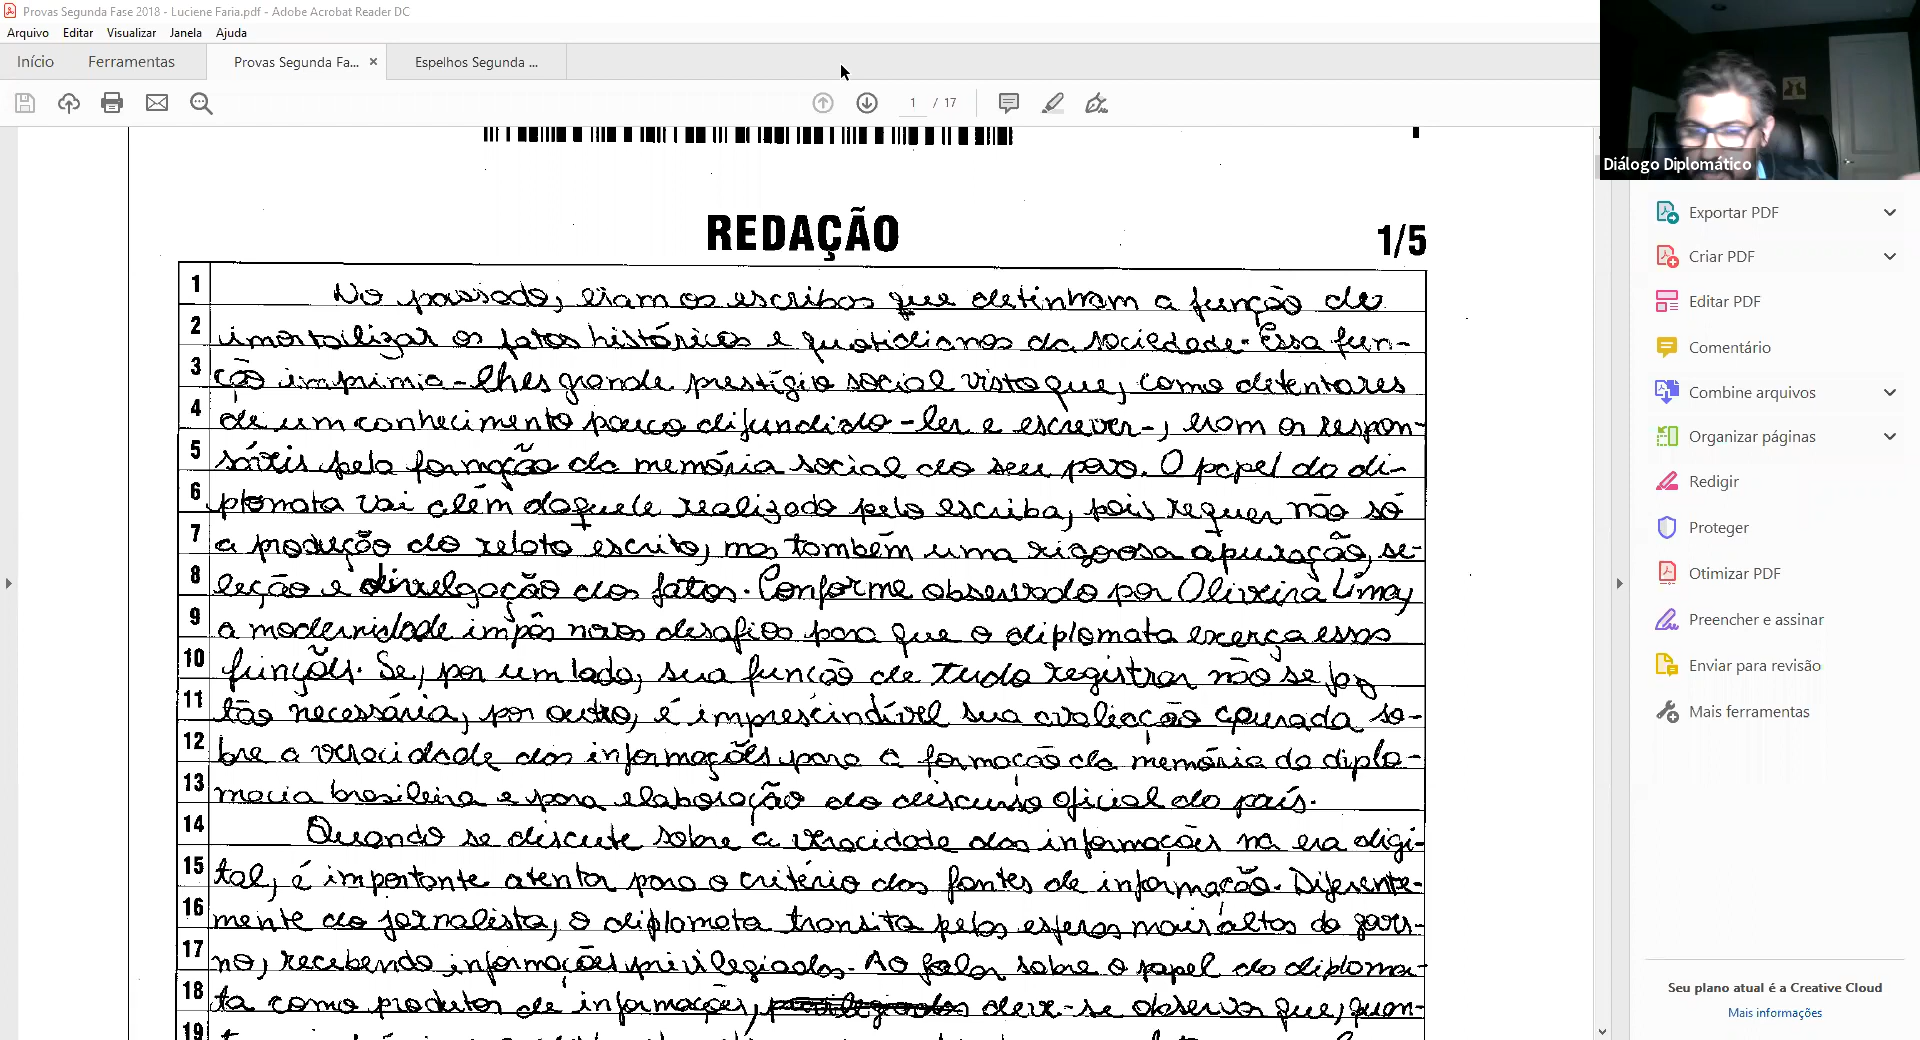 Provas Segunda Fase 2018 - Luciene Faria.pdf - Adobe Acrobat Reader DC
Arquivo Editar Visualizar Janela Ajuda
Início Ferramentas Provas Segunda Fa... × Espelhos Segunda ...
1 / 17
Diálogo Diplomático
REDAÇÃO
1/5
1 No passado, eram os escribas que detinham a função de
2 imortalizar os fatos históricos e quotidianos da sociedade. Essa fun-
3 ção imprimia-lhes grande prestígio social visto que, como detentores
4 de um conhecimento pouco difundido - ler e escrever -, eram os respon-
5 sáveis pela formação da memória social do seu povo. O papel do di-
6 plomata vai além daquele realizado pelo escriba, pois requer não só
7 a produção do relato escrito, mas também uma rigorosa apuração, se-
8 leção e divulgação dos fatos. Conforme observado por Oliveira Lima,
9 a modernidade impôs novos desafios para que o diplomata exerça essas
10 funções. Se, por um lado, sua função de tudo registrar não se faz
11 tão necessária, por outro, é imprescindível sua avaliação apurada so-
12 bre a veracidade das informações para a formação da memória da diplo-
13 macia brasileira e para elaboração do discurso oficial do país.
14 Quando se discute sobre a veracidade das informações na era digi-
15 tal, é importante atentar para o critério das fontes de informação. Diferente-
16 mente do jornalista, o diplomata transita pelas esferas mais altas do gover-
17 no, recebendo informações privilegiadas. Ao falar sobre o papel do diploma-
18 ta como produtor de informações, deve-se observar que, quan-
19
Exportar PDF
Criar PDF
Editar PDF
Comentário
Combine arquivos
Organizar páginas
Redigir
Proteger
Otimizar PDF
Preencher e assinar
Enviar para revisão
Mais ferramentas
Seu plano atual é a Creative Cloud
Mais informações